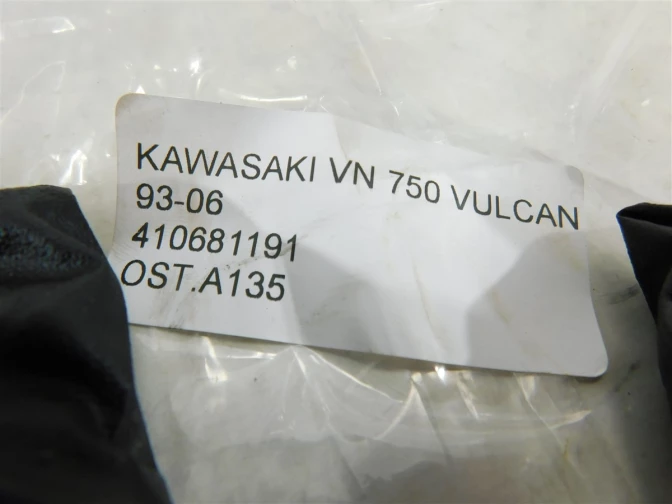 KAWASAKI VN 750 VULCAN
93-06
410681191
OST.A135